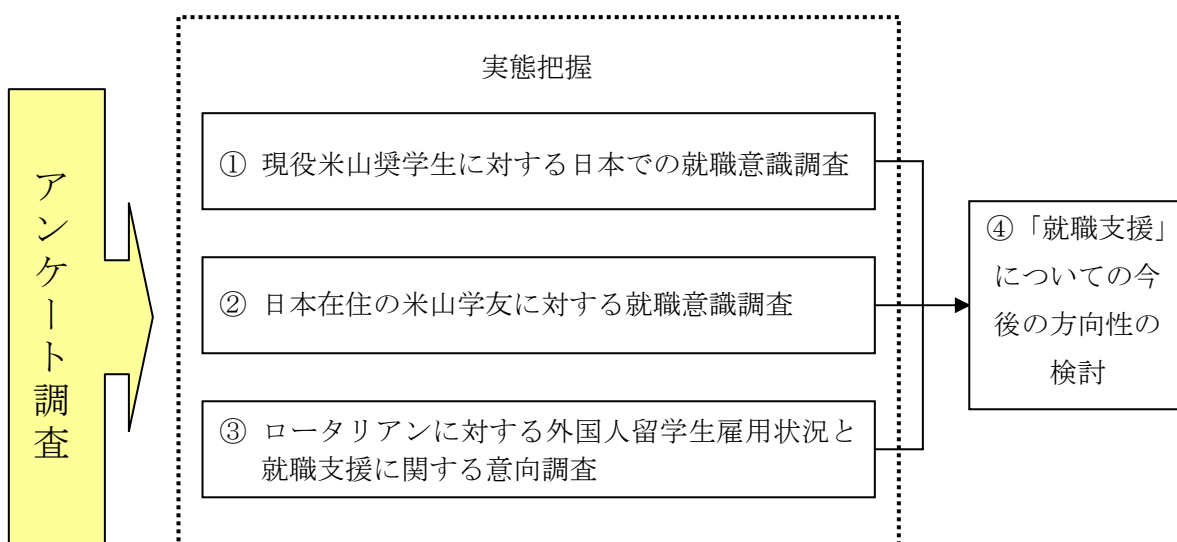 アンケート調査
実態把握
① 現役米山奨学生に対する日本での就職意識調査
② 日本在住の米山学友に対する就職意識調査
③ ロータリアンに対する外国人留学生雇用状況と
就職支援に関する意向調査
④「就職支援」
についての今
後の方向性の
検討